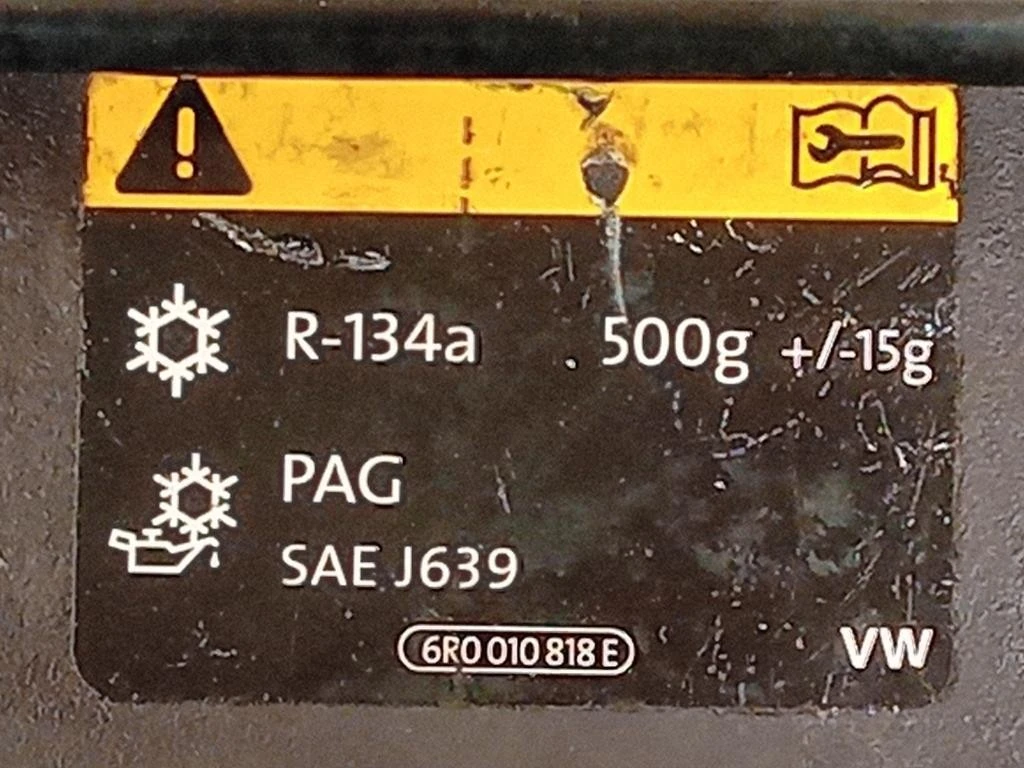 R-134a 500g +/-15g
PAG
SAE J639
6R0 010 818 E
VW